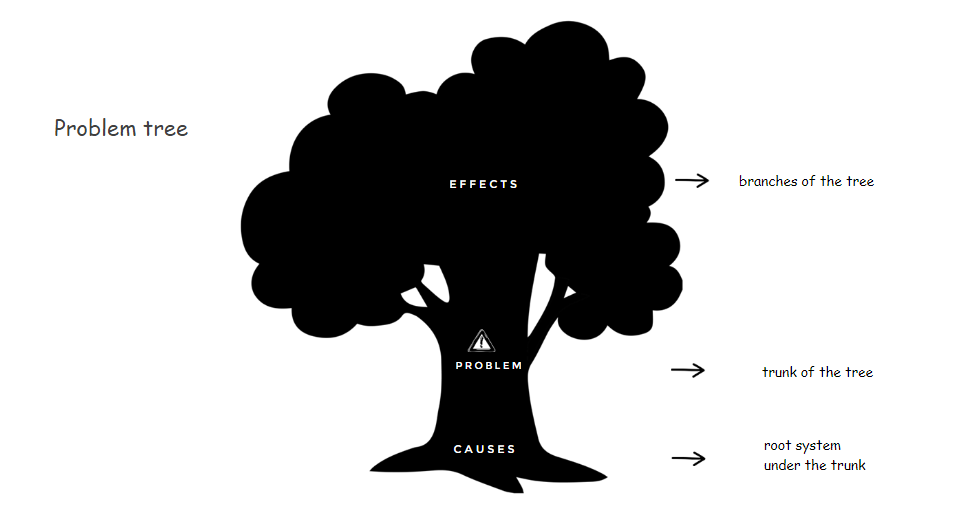 Problem tree
EFFECTS
branches of the tree
PROBLEM
trunk of the tree
CAUSES
root system
under the trunk